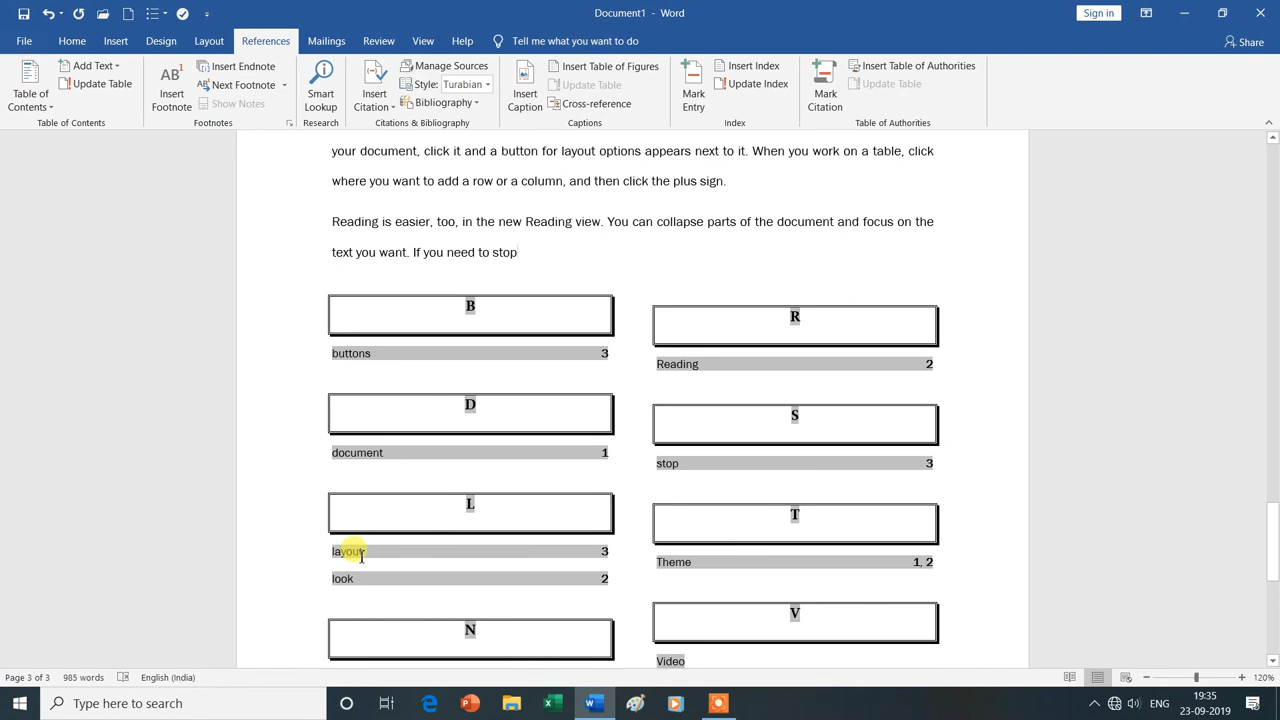 Document1 - Word
Sign in
File Home Insert Design Layout References Mailings Review View Help Tell me what you want to do Share
Table of Contents
Add Text
Update Table
Table of Contents
AB1
Insert Footnote
Insert Endnote
Next Footnote
Show Notes
Footnotes
Smart Lookup
Research
Insert Citation
Manage Sources
Style: Turabian
Bibliography
Citations & Bibliography
Insert Caption
Insert Table of Figures
Update Table
Cross-reference
Captions
Mark Entry
Insert Index
Update Index
Index
Mark Citation
Insert Table of Authorities
Update Table
Table of Authorities
your document, click it and a button for layout options appears next to it. When you work on a table, click
where you want to add a row or a column, and then click the plus sign.
Reading is easier, too, in the new Reading view. You can collapse parts of the document and focus on the
text you want. If you need to stop
B
buttons 3
D
document 1
L
layout 3
look 2
N
R
Reading 2
S
stop 3
T
Theme 1, 2
V
Video
Page 3 of 3 985 words English (India) 120%
Type here to search
19:35
23-09-2019